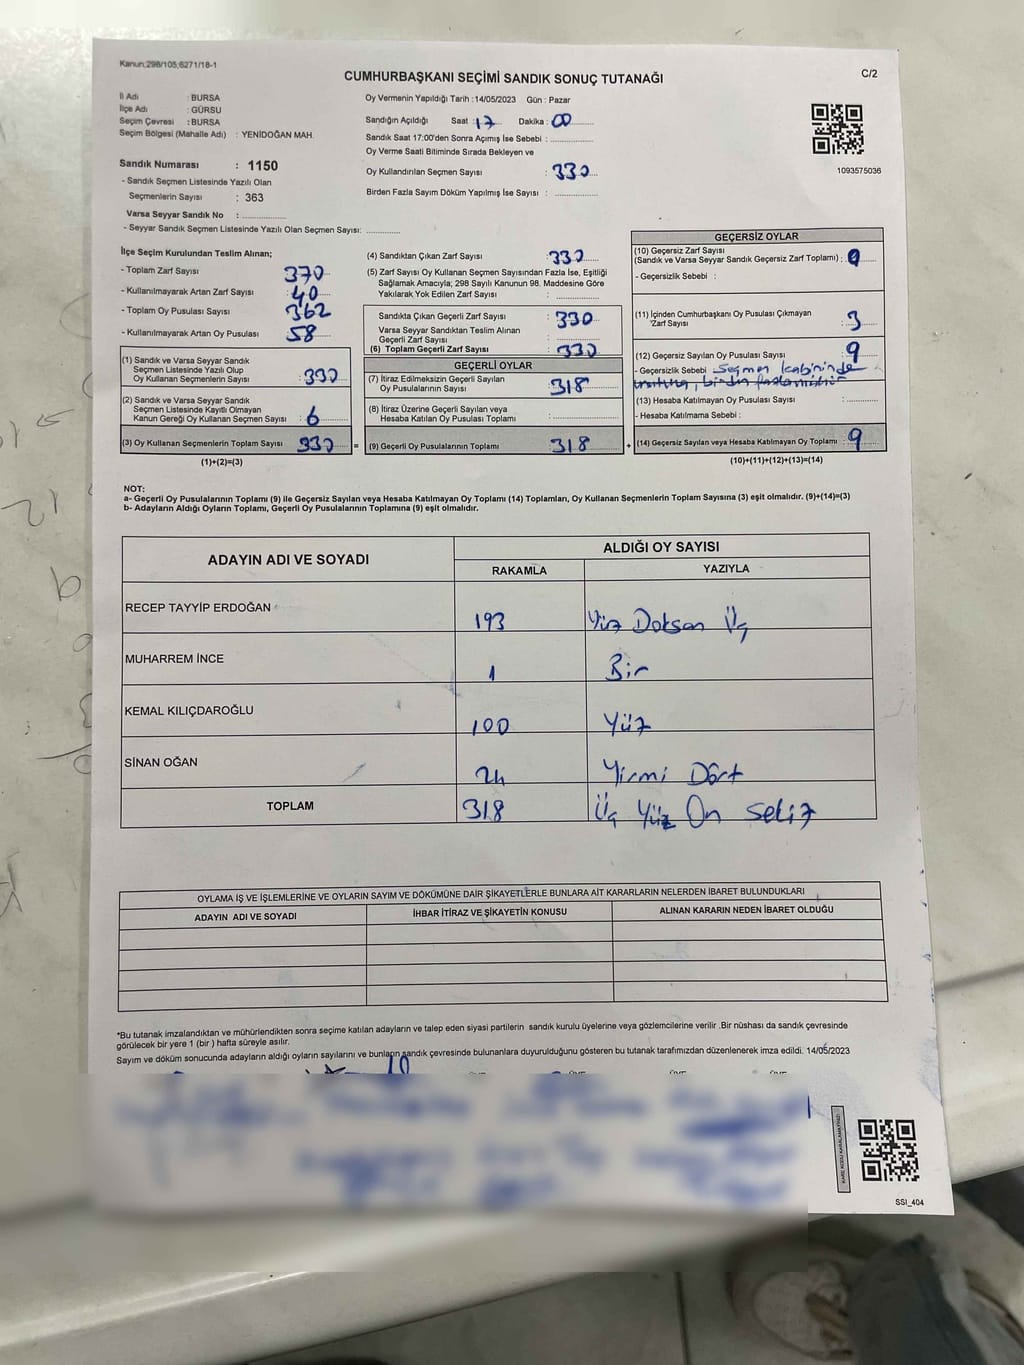 Kanun;298/105;6271/18-1
C/2
CUMHURBAŞKANI SEÇİMİ SANDIK SONUÇ TUTANAĞI
İl Adı : BURSA
İlçe Adı : GÜRSU
Seçim Çevresi : BURSA
Seçim Bölgesi (Mahalle Adı) : YENİDOĞAN MAH.
Sandık Numarası : 1150
- Sandık Seçmen Listesinde Yazılı Olan
Seçmenlerin Sayısı : 363
Varsa Seyyar Sandık No : ..............
- Seyyar Sandık Seçmen Listesinde Yazılı Olan Seçmen Sayısı: ............
Oy Vermenin Yapıldığı Tarih :14/05/2023 Gün : Pazar
Sandığın Açıldığı Saat : 17 Dakika : 00
Sandık Saat 17:00'den Sonra Açılmış İse Sebebi : ..............
Oy Verme Saati Bitiminde Sırada Bekleyen ve
Oy Kullandırılan Seçmen Sayısı : 330
Birden Fazla Sayım Döküm Yapılmış İse Sayısı : ..............
1093575036
İlçe Seçim Kurulundan Teslim Alınan;
- Toplam Zarf Sayısı : 370
- Kullanılmayarak Artan Zarf Sayısı : 40
- Toplam Oy Pusulası Sayısı : 362
- Kullanılmayarak Artan Oy Pusulası : 58
(1) Sandık ve Varsa Seyyar Sandık
Seçmen Listesinde Yazılı Olup
Oy Kullanan Seçmenlerin Sayısı : 330
(2) Sandık ve Varsa Seyyar Sandık
Seçmen Listesinde Kayıtlı Olmayan
Kanun Gereği Oy Kullanan Seçmen Sayısı : 6
(3) Oy Kullanan Seçmenlerin Toplam Sayısı : 330 =
(1)+(2)=(3)
(4) Sandıktan Çıkan Zarf Sayısı : 330
(5) Zarf Sayısı Oy Kullanan Seçmen Sayısından Fazla İse, Eşitliği
Sağlamak Amacıyla; 298 Sayılı Kanunun 98. Maddesine Göre
Yakılarak Yok Edilen Zarf Sayısı : ..............
Sandıkta Çıkan Geçerli Zarf Sayısı : 330
Varsa Seyyar Sandıktan Teslim Alınan
Geçerli Zarf Sayısı : ..............
(6) Toplam Geçerli Zarf Sayısı : 330
GEÇERLİ OYLAR
(7) İtiraz Edilmeksizin Geçerli Sayılan
Oy Pusulalarının Sayısı : 318
(8) İtiraz Üzerine Geçerli Sayılan veya
Hesaba Katılan Oy Pusulası Toplamı : ..............
(9) Geçerli Oy Pusulalarının Toplamı : 318 +
GEÇERSİZ OYLAR
(10) Geçersiz Zarf Sayısı
(Sandık ve Varsa Seyyar Sandık Geçersiz Zarf Toplamı) :
- Geçersizlik Sebebi :
(11) İçinden Cumhurbaşkanı Oy Pusulası Çıkmayan
Zarf Sayısı : 3
(12) Geçersiz Sayılan Oy Pusulası Sayısı : 9
- Geçersizlik Sebebi : Seçmen kabininde
(13) Hesaba Katılmayan Oy Pusulası Sayısı : ..............
- Hesaba Katılmama Sebebi :
(14) Geçersiz Sayılan veya Hesaba Katılmayan Oy Toplamı : 9
(10)+(11)+(12)+(13)=(14)
NOT:
a- Geçerli Oy Pusulalarının Toplamı (9) ile Geçersiz Sayılan veya Hesaba Katılmayan Oy Toplamı (14) Toplamları, Oy Kullanan Seçmenlerin Toplam Sayısına (3) eşit olmalıdır. (9)+(14)=(3)
b- Adayların Aldığı Oyların Toplamı, Geçerli Oy Pusulalarının Toplamına (9) eşit olmalıdır.
ADAYIN ADI VE SOYADI
ALDIĞI OY SAYISI
RAKAMLA YAZIYLA
RECEP TAYYİP ERDOĞAN 193 Yüz Doksan Üç
MUHARREM İNCE 1 Bir
KEMAL KILIÇDAROĞLU 100 Yüz
SİNAN OĞAN 24 Yirmi Dört
TOPLAM 318 Üç Yüz On Sekiz
OYLAMA İŞ VE İŞLEMLERİNE VE OYLARIN SAYIM VE DÖKÜMÜNE DAİR ŞİKAYETLERLE BUNLARA AİT KARARLARIN NELERDEN İBARET BULUNDUKLARI
ADAYIN ADI VE SOYADI İHBAR İTİRAZ VE ŞİKAYETİN KONUSU ALINAN KARARIN NEDEN İBARET OLDUĞU
*Bu tutanak imzalandıktan ve mühürlendikten sonra seçime katılan adayların ve talep eden siyasi partilerin sandık kurulu üyelerine veya gözlemcilerine verilir .Bir nüshası da sandık çevresinde
görülecek bir yere 1 (bir ) hafta süreyle asılır.
Sayım ve döküm sonucunda adayların aldığı oyların sayılarını ve bunların sandık çevresinde bulunanlara duyurulduğunu gösteren bu tutanak tarafımızdan düzenlenerek imza edildi. 14/05/2023
SSI_404